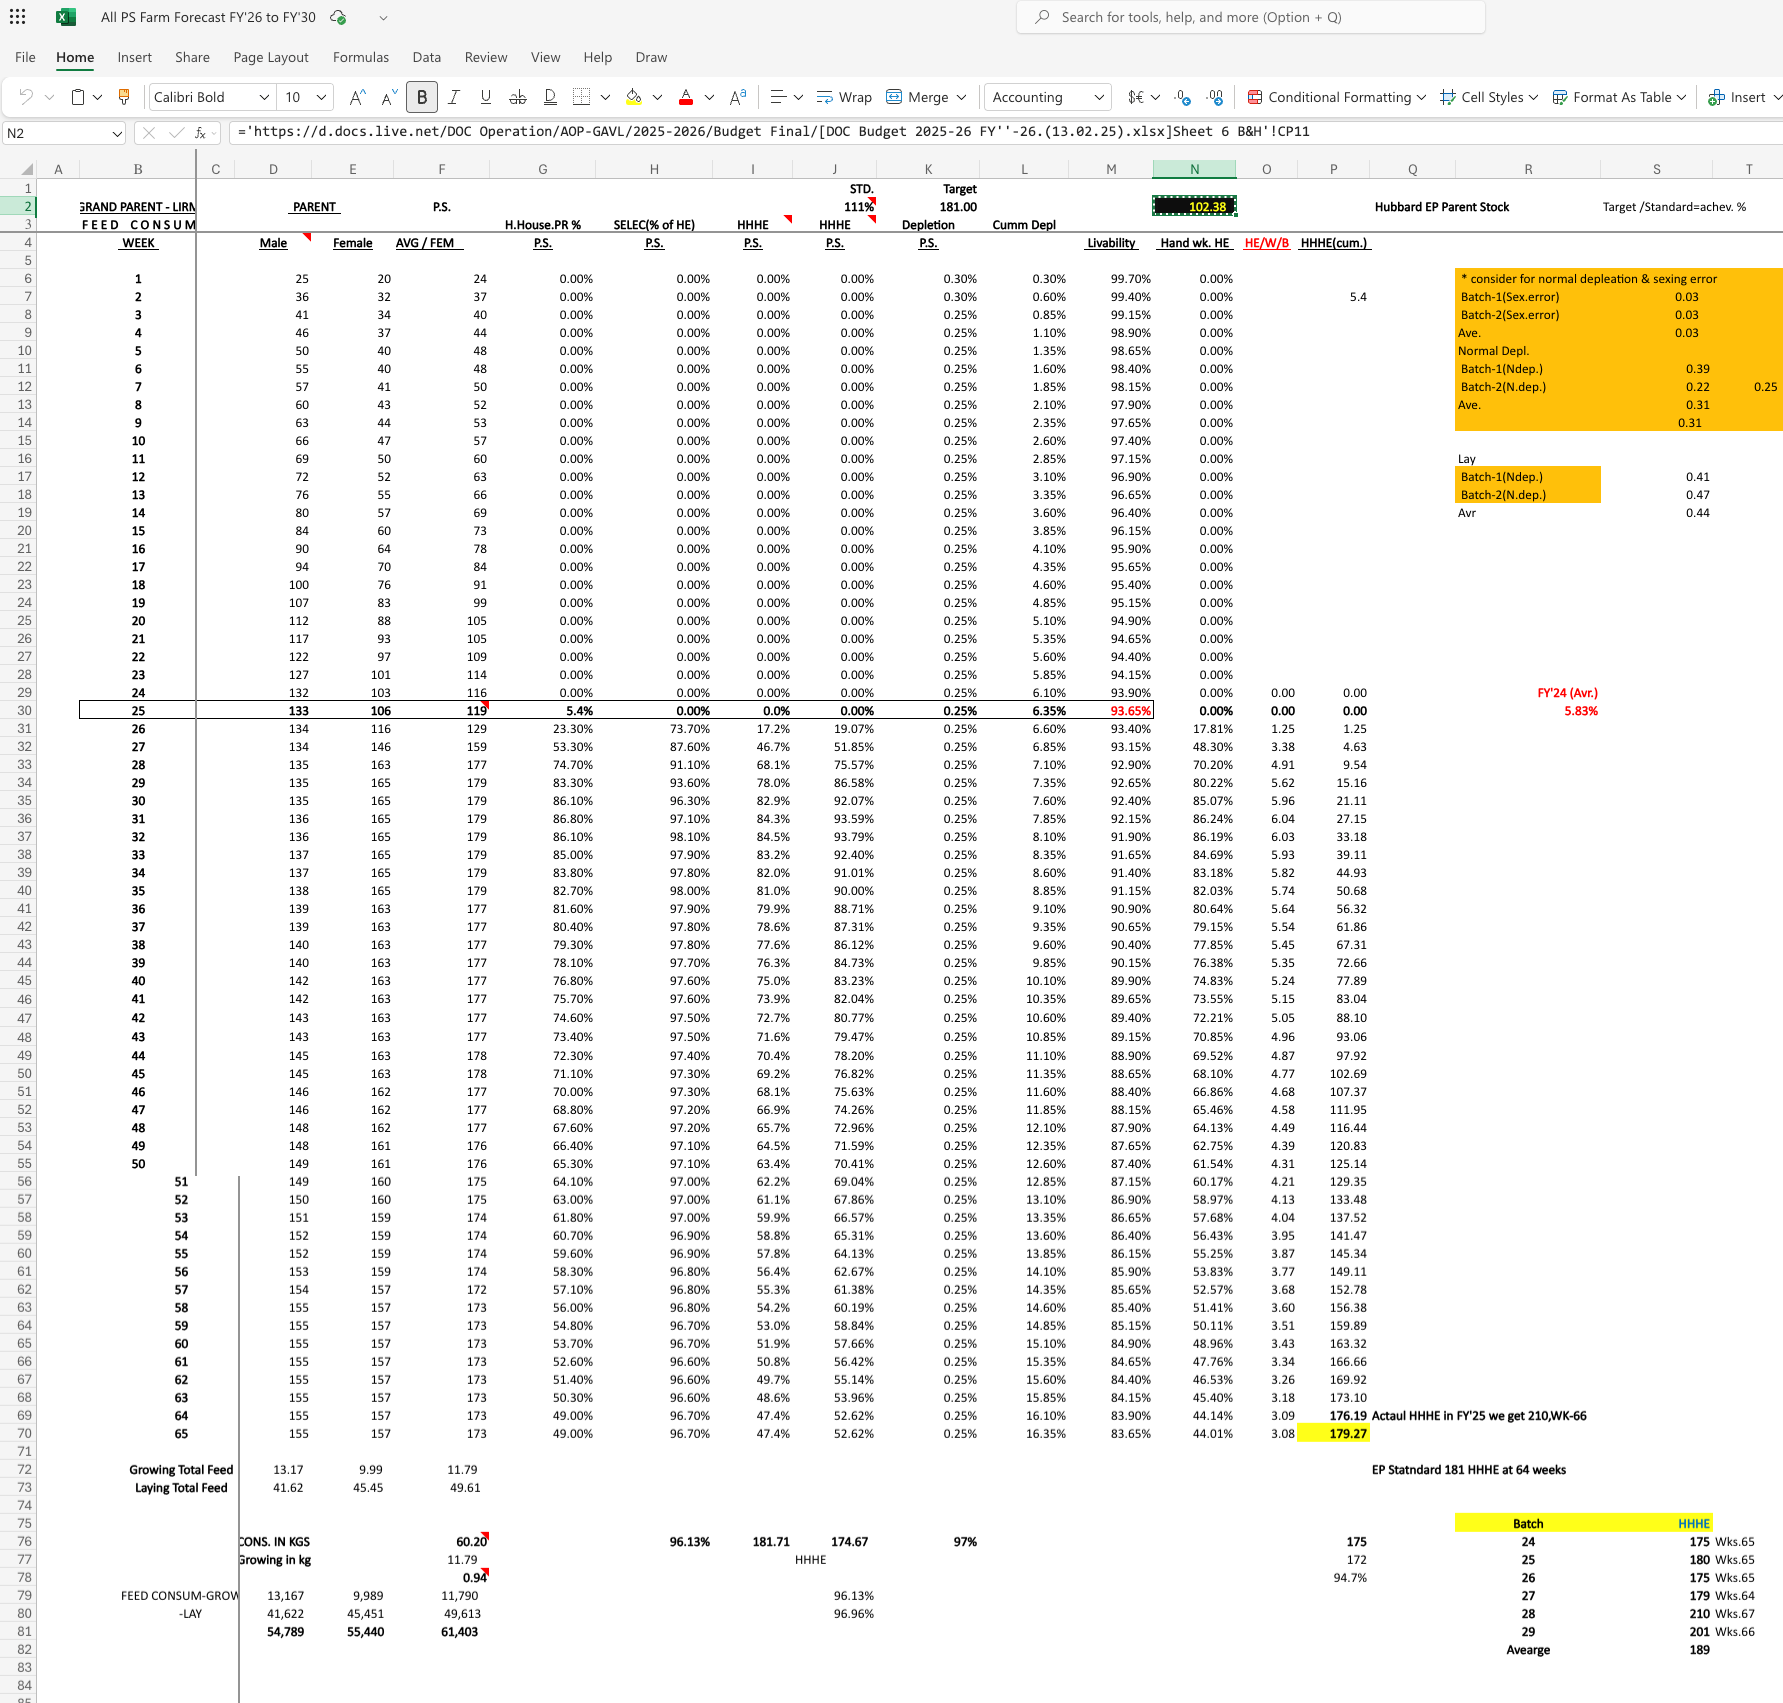 All PS Farm Forecast FY'26 to FY'30
Search for tools, help, and more (Option + Q)
File Home Insert Share Page Layout Formulas Data Review View Help Draw
Calibri Bold 10 B Wrap Merge Accounting $€ Conditional Formatting Cell Styles Format As Table Insert
N2 fx ='https://d.docs.live.net/DOC Operation/AOP-GAVL/2025-2026/Budget Final/[DOC Budget 2025-26 FY''-26.(13.02.25).xlsx]Sheet 6 B&H'!CP11
A B C D E F G H I J K L M N O P Q R S T
1 STD. Target
2 GRAND PARENT - LIRN PARENT P.S. 111% 181.00 102.38 Hubbard EP Parent Stock Target /Standard=achev. %
3 FEED CONSUM H.House.PR % SELEC(% of HE) HHHE HHHE Depletion Cumm Depl
4 WEEK Male Female AVG / FEM P.S. P.S. P.S. P.S. P.S. Livability Hand wk. HE HE/W/B HHHE(cum.)
5
6 1 25 20 24 0.00% 0.00% 0.00% 0.00% 0.30% 0.30% 99.70% 0.00% * consider for normal depleation & sexing error
7 2 36 32 37 0.00% 0.00% 0.00% 0.00% 0.30% 0.60% 99.40% 0.00% 5.4 Batch-1(Sex.error) 0.03
8 3 41 34 40 0.00% 0.00% 0.00% 0.00% 0.25% 0.85% 99.15% 0.00% Batch-2(Sex.error) 0.03
9 4 46 37 44 0.00% 0.00% 0.00% 0.00% 0.25% 1.10% 98.90% 0.00% Ave. 0.03
10 5 50 40 48 0.00% 0.00% 0.00% 0.00% 0.25% 1.35% 98.65% 0.00% Normal Depl.
11 6 55 40 48 0.00% 0.00% 0.00% 0.00% 0.25% 1.60% 98.40% 0.00% Batch-1(Ndep.) 0.39
12 7 57 41 50 0.00% 0.00% 0.00% 0.00% 0.25% 1.85% 98.15% 0.00% Batch-2(N.dep.) 0.22 0.25
13 8 60 43 52 0.00% 0.00% 0.00% 0.00% 0.25% 2.10% 97.90% 0.00% Ave. 0.31
14 9 63 44 53 0.00% 0.00% 0.00% 0.00% 0.25% 2.35% 97.65% 0.00% 0.31
15 10 66 47 57 0.00% 0.00% 0.00% 0.00% 0.25% 2.60% 97.40% 0.00%
16 11 69 50 60 0.00% 0.00% 0.00% 0.00% 0.25% 2.85% 97.15% 0.00% Lay
17 12 72 52 63 0.00% 0.00% 0.00% 0.00% 0.25% 3.10% 96.90% 0.00% Batch-1(Ndep.) 0.41
18 13 76 55 66 0.00% 0.00% 0.00% 0.00% 0.25% 3.35% 96.65% 0.00% Batch-2(N.dep.) 0.47
19 14 80 57 69 0.00% 0.00% 0.00% 0.00% 0.25% 3.60% 96.40% 0.00% Avr 0.44
20 15 84 60 73 0.00% 0.00% 0.00% 0.00% 0.25% 3.85% 96.15% 0.00%
21 16 90 64 78 0.00% 0.00% 0.00% 0.00% 0.25% 4.10% 95.90% 0.00%
22 17 94 70 84 0.00% 0.00% 0.00% 0.00% 0.25% 4.35% 95.65% 0.00%
23 18 100 76 91 0.00% 0.00% 0.00% 0.00% 0.25% 4.60% 95.40% 0.00%
24 19 107 83 99 0.00% 0.00% 0.00% 0.00% 0.25% 4.85% 95.15% 0.00%
25 20 112 88 105 0.00% 0.00% 0.00% 0.00% 0.25% 5.10% 94.90% 0.00%
26 21 117 93 105 0.00% 0.00% 0.00% 0.00% 0.25% 5.35% 94.65% 0.00%
27 22 122 97 109 0.00% 0.00% 0.00% 0.00% 0.25% 5.60% 94.40% 0.00%
28 23 127 101 114 0.00% 0.00% 0.00% 0.00% 0.25% 5.85% 94.15% 0.00%
29 24 132 103 116 0.00% 0.00% 0.00% 0.00% 0.25% 6.10% 93.90% 0.00% 0.00 0.00 FY'24 (Avr.)
30 25 133 106 119 5.4% 0.00% 0.0% 0.00% 0.25% 6.35% 93.65% 0.00% 0.00 0.00 5.83%
31 26 134 116 129 23.30% 73.70% 17.2% 19.07% 0.25% 6.60% 93.40% 17.81% 1.25 1.25
32 27 134 146 159 53.30% 87.60% 46.7% 51.85% 0.25% 6.85% 93.15% 48.30% 3.38 4.63
33 28 135 163 177 74.70% 91.10% 68.1% 75.57% 0.25% 7.10% 92.90% 70.20% 4.91 9.54
34 29 135 165 179 83.30% 93.60% 78.0% 86.58% 0.25% 7.35% 92.65% 80.22% 5.62 15.16
35 30 135 165 179 86.10% 96.30% 82.9% 92.07% 0.25% 7.60% 92.40% 85.07% 5.96 21.11
36 31 136 165 179 86.80% 97.10% 84.3% 93.59% 0.25% 7.85% 92.15% 86.24% 6.04 27.15
37 32 136 165 179 86.10% 98.10% 84.5% 93.79% 0.25% 8.10% 91.90% 86.19% 6.03 33.18
38 33 137 165 179 85.00% 97.90% 83.2% 92.40% 0.25% 8.35% 91.65% 84.69% 5.93 39.11
39 34 137 165 179 83.80% 97.80% 82.0% 91.01% 0.25% 8.60% 91.40% 83.18% 5.82 44.93
40 35 138 165 179 82.70% 98.00% 81.0% 90.00% 0.25% 8.85% 91.15% 82.03% 5.74 50.68
41 36 139 163 177 81.60% 97.90% 79.9% 88.71% 0.25% 9.10% 90.90% 80.64% 5.64 56.32
42 37 139 163 177 80.40% 97.80% 78.6% 87.31% 0.25% 9.35% 90.65% 79.15% 5.54 61.86
43 38 140 163 177 79.30% 97.80% 77.6% 86.12% 0.25% 9.60% 90.40% 77.85% 5.45 67.31
44 39 140 163 177 78.10% 97.70% 76.3% 84.73% 0.25% 9.85% 90.15% 76.38% 5.35 72.66
45 40 142 163 177 76.80% 97.60% 75.0% 83.23% 0.25% 10.10% 89.90% 74.83% 5.24 77.89
46 41 142 163 177 75.70% 97.60% 73.9% 82.04% 0.25% 10.35% 89.65% 73.55% 5.15 83.04
47 42 143 163 177 74.60% 97.50% 72.7% 80.77% 0.25% 10.60% 89.40% 72.21% 5.05 88.10
48 43 143 163 177 73.40% 97.50% 71.6% 79.47% 0.25% 10.85% 89.15% 70.85% 4.96 93.06
49 44 145 163 178 72.30% 97.40% 70.4% 78.20% 0.25% 11.10% 88.90% 69.52% 4.87 97.92
50 45 145 163 178 71.10% 97.30% 69.2% 76.82% 0.25% 11.35% 88.65% 68.10% 4.77 102.69
51 46 146 162 177 70.00% 97.30% 68.1% 75.63% 0.25% 11.60% 88.40% 66.86% 4.68 107.37
52 47 146 162 177 68.80% 97.20% 66.9% 74.26% 0.25% 11.85% 88.15% 65.46% 4.58 111.95
53 48 148 162 177 67.60% 97.20% 65.7% 72.96% 0.25% 12.10% 87.90% 64.13% 4.49 116.44
54 49 148 161 176 66.40% 97.10% 64.5% 71.59% 0.25% 12.35% 87.65% 62.75% 4.39 120.83
55 50 149 161 176 65.30% 97.10% 63.4% 70.41% 0.25% 12.60% 87.40% 61.54% 4.31 125.14
56 51 149 160 175 64.10% 97.00% 62.2% 69.04% 0.25% 12.85% 87.15% 60.17% 4.21 129.35
57 52 150 160 175 63.00% 97.00% 61.1% 67.86% 0.25% 13.10% 86.90% 58.97% 4.13 133.48
58 53 151 159 174 61.80% 97.00% 59.9% 66.57% 0.25% 13.35% 86.65% 57.68% 4.04 137.52
59 54 152 159 174 60.70% 96.90% 58.8% 65.31% 0.25% 13.60% 86.40% 56.43% 3.95 141.47
60 55 152 159 174 59.60% 96.90% 57.8% 64.13% 0.25% 13.85% 86.15% 55.25% 3.87 145.34
61 56 153 159 174 58.30% 96.80% 56.4% 62.67% 0.25% 14.10% 85.90% 53.83% 3.77 149.11
62 57 154 157 172 57.10% 96.80% 55.3% 61.38% 0.25% 14.35% 85.65% 52.57% 3.68 152.78
63 58 155 157 173 56.00% 96.80% 54.2% 60.19% 0.25% 14.60% 85.40% 51.41% 3.60 156.38
64 59 155 157 173 54.80% 96.70% 53.0% 58.84% 0.25% 14.85% 85.15% 50.11% 3.51 159.89
65 60 155 157 173 53.70% 96.70% 51.9% 57.66% 0.25% 15.10% 84.90% 48.96% 3.43 163.32
66 61 155 157 173 52.60% 96.60% 50.8% 56.42% 0.25% 15.35% 84.65% 47.76% 3.34 166.66
67 62 155 157 173 51.40% 96.60% 49.7% 55.14% 0.25% 15.60% 84.40% 46.53% 3.26 169.92
68 63 155 157 173 50.30% 96.60% 48.6% 53.96% 0.25% 15.85% 84.15% 45.40% 3.18 173.10
69 64 155 157 173 49.00% 96.70% 47.4% 52.62% 0.25% 16.10% 83.90% 44.14% 3.09 176.19 Actaul HHHE in FY'25 we get 210,WK-66
70 65 155 157 173 49.00% 96.70% 47.4% 52.62% 0.25% 16.35% 83.65% 44.01% 3.08 179.27
71
72 Growing Total Feed 13.17 9.99 11.79 EP Statndard 181 HHHE at 64 weeks
73 Laying Total Feed 41.62 45.45 49.61
74
75 Batch HHHE
76 CONS. IN KGS 60.20 96.13% 181.71 174.67 97% 175 24 175 Wks.65
77 Growing in kg 11.79 HHHE 172 25 180 Wks.65
78 0.94 94.7% 26 175 Wks.65
79 FEED CONSUM-GROW 13,167 9,989 11,790 96.13% 27 179 Wks.64
80 -LAY 41,622 45,451 49,613 96.96% 28 210 Wks.67
81 54,789 55,440 61,403 29 201 Wks.66
82 Avearge 189
83
84